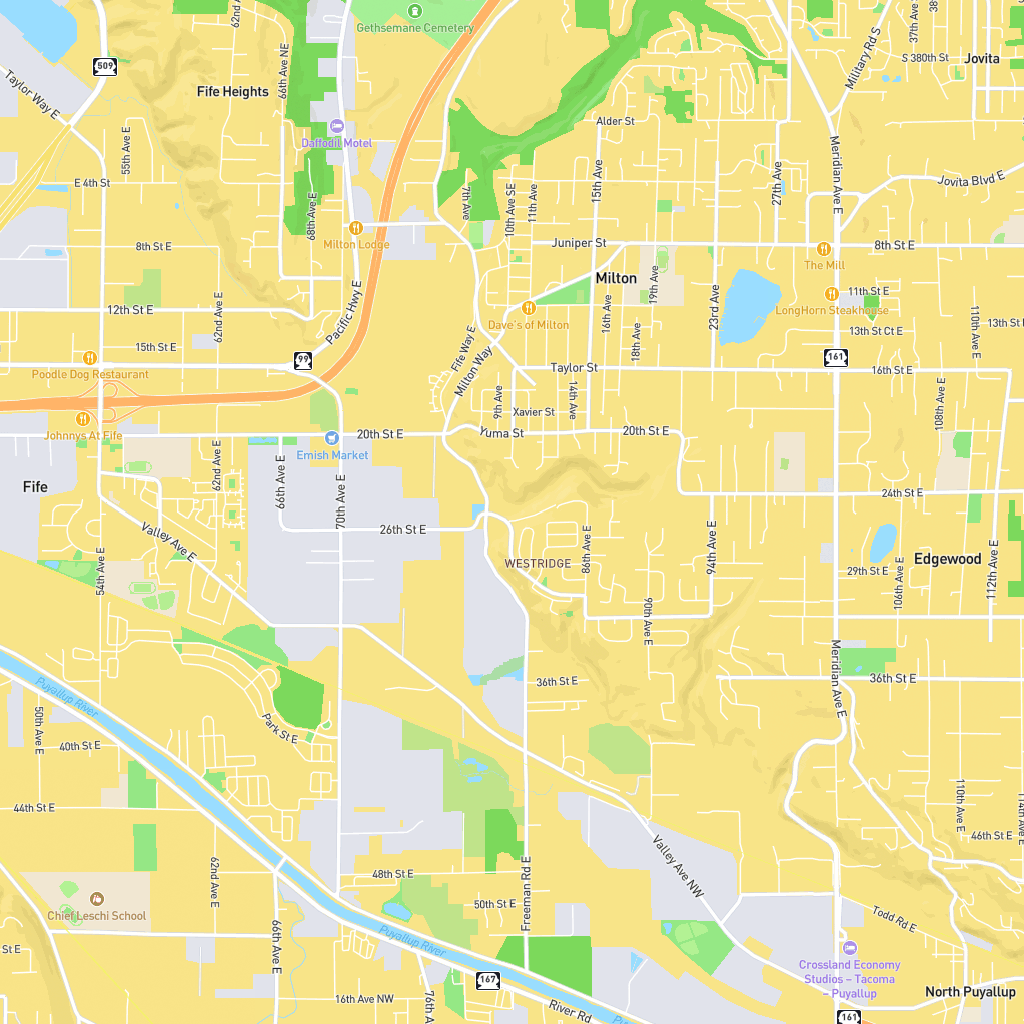 Gethsemane Cemetery
62nd A
66th Ave NE
509
Taylor Way E
Fife Heights
Military Rd S
37th Ave
38t
S 380th St
Jovita
Alder St
55th Ave E
Daffodil Motel
Meridian Ave E
E 4th St
68th Ave E
7th Ave
10th Ave SE
11th Ave
15th Ave
27th Ave
Jovita Blvd E
8th St E
Milton Lodge
Juniper St
8th St E
The Mill
Milton
19th Ave
Pacific Hwy E
12th St E
62nd Ave E
Dave's of Milton
16th Ave
23rd Ave
11th St E
LongHorn Steakhouse
13th St Ct E
110th Ave E
13th St
15th St E
99
Fife Way E
Milton Way
18th Ave
161
Poodle Dog Restaurant
Taylor St
16th St E
9th Ave
14th Ave
108th Ave E
Xavier St
Johnnys At Fife
20th St E
Yuma St
20th St E
Emish Market
62nd Ave E
66th Ave E
70th Ave E
Fife
24th St E
Valley Ave E
26th St E
86th Ave E
94th Ave E
54th Ave E
WESTRIDGE
Edgewood
29th St E
106th Ave E
112th Ave E
90th Ave E
Meridian Ave E
36th St E
36th St E
Puyallup River
50th Ave E
Park St E
40th St E
44th St E
110th Ave E
114th Ave E
46th St E
62nd Ave E
48th St E
Freeman Rd E
Valley Ave NW
Chief Leschi School
50th St E
Todd Rd E
66th Ave E
St E
Puyallup River
Crossland Economy
Studios – Tacoma
– Puyallup
167
16th Ave NW
76th A
River Rd
North Puyallup
161